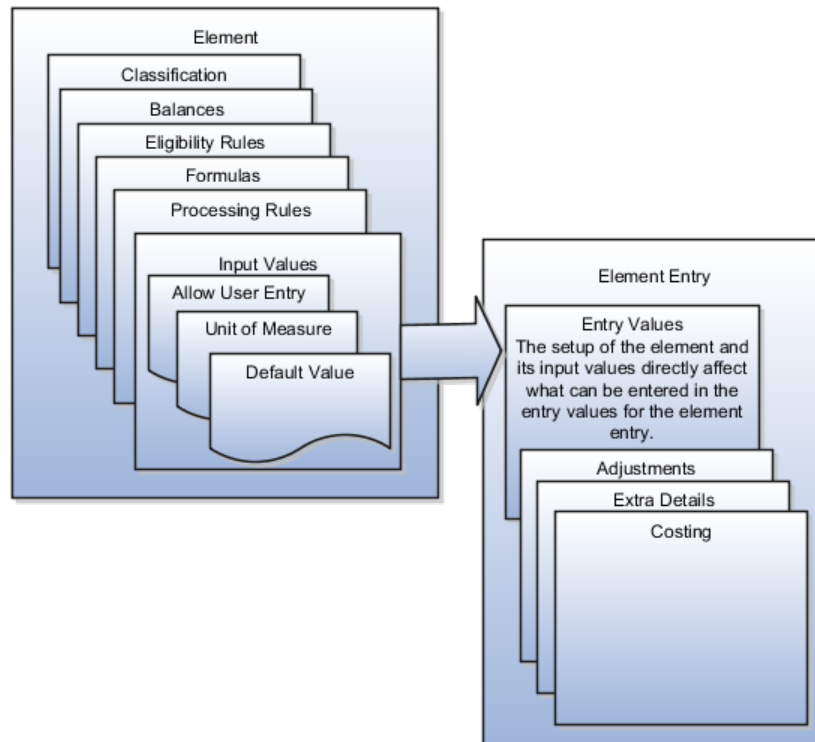 Element
Classification
Balances
Eligibility Rules
Formulas
Processing Rules
Input Values
Allow User Entry
Unit of Measure
Default Value
Element Entry
Entry Values
The setup of the element and
its input values directly affect
what can be entered in the
entry values for the element
entry.
Adjustments
Extra Details
Costing